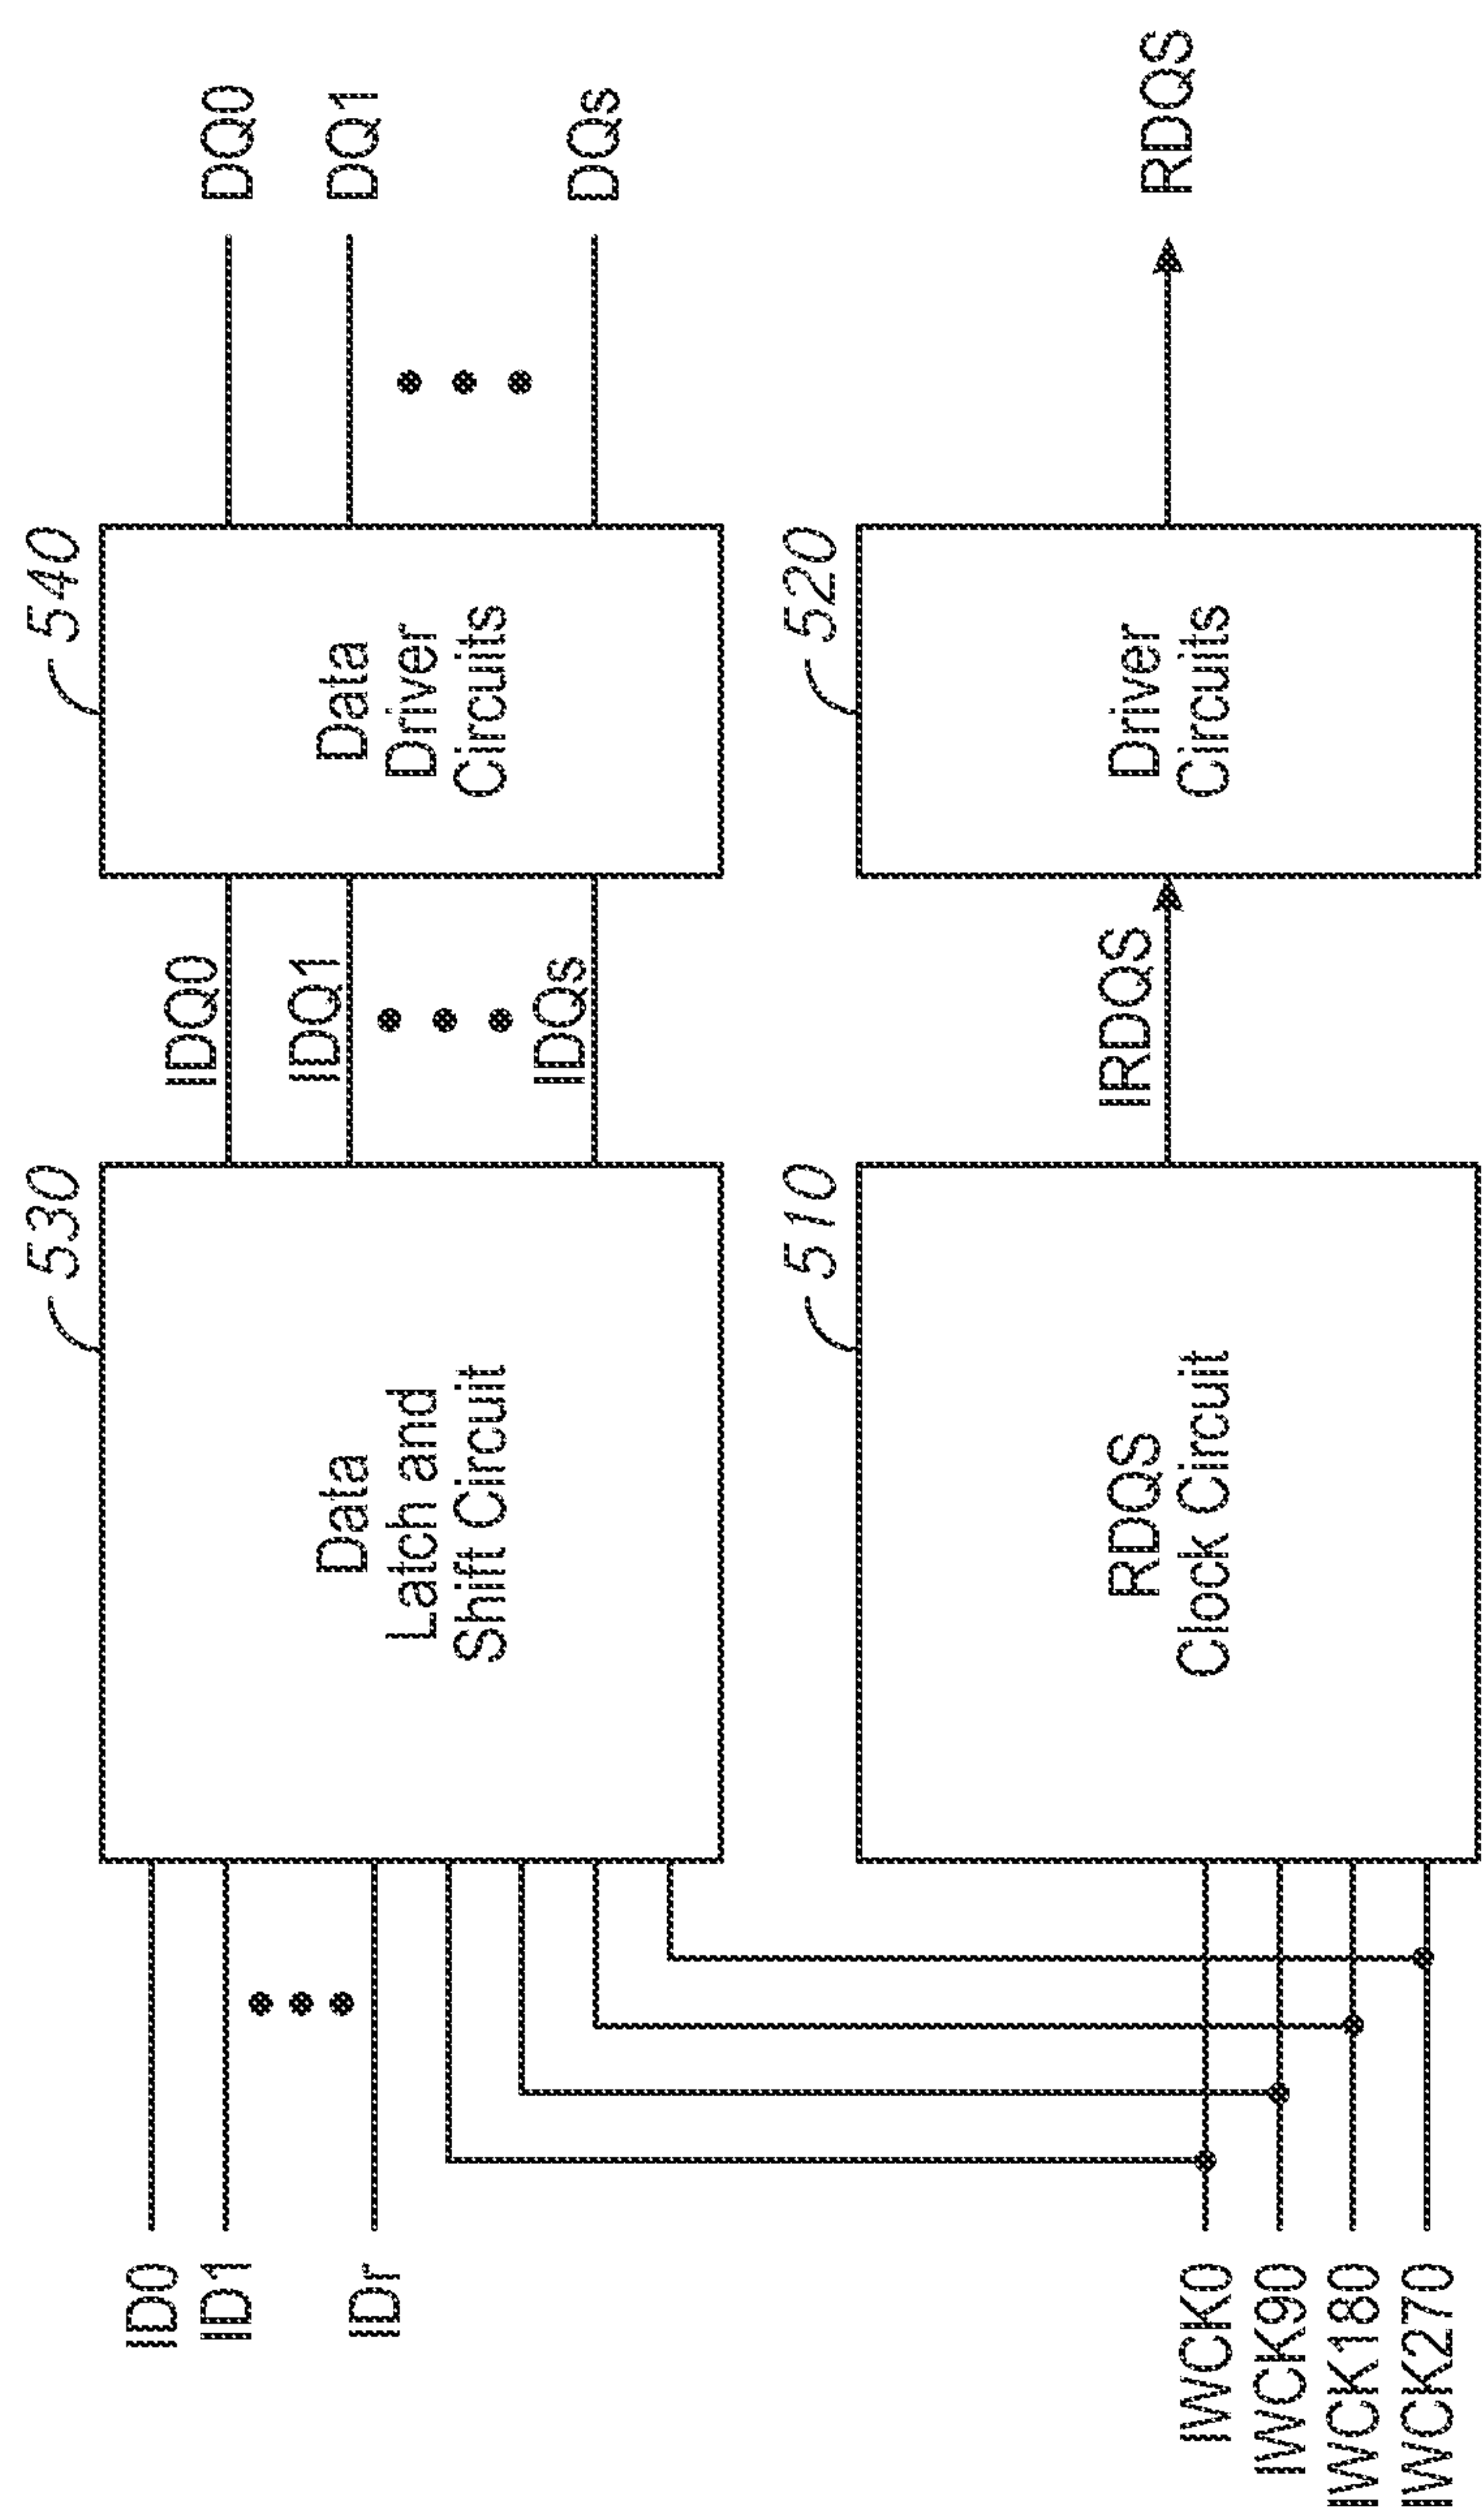 530
540
ID0
ID1
IDr
Data
Latch and
Shift Circuit
IDQ0
IDQ1
IDQs
Data
Driver
Circuits
DQ0
DQ1
DQs
510
520
IWCK0
IWCK90
IWCK180
IWCK270
RDQS
Clock Circuit
IRDQS
Driver
Circuits
RDQS